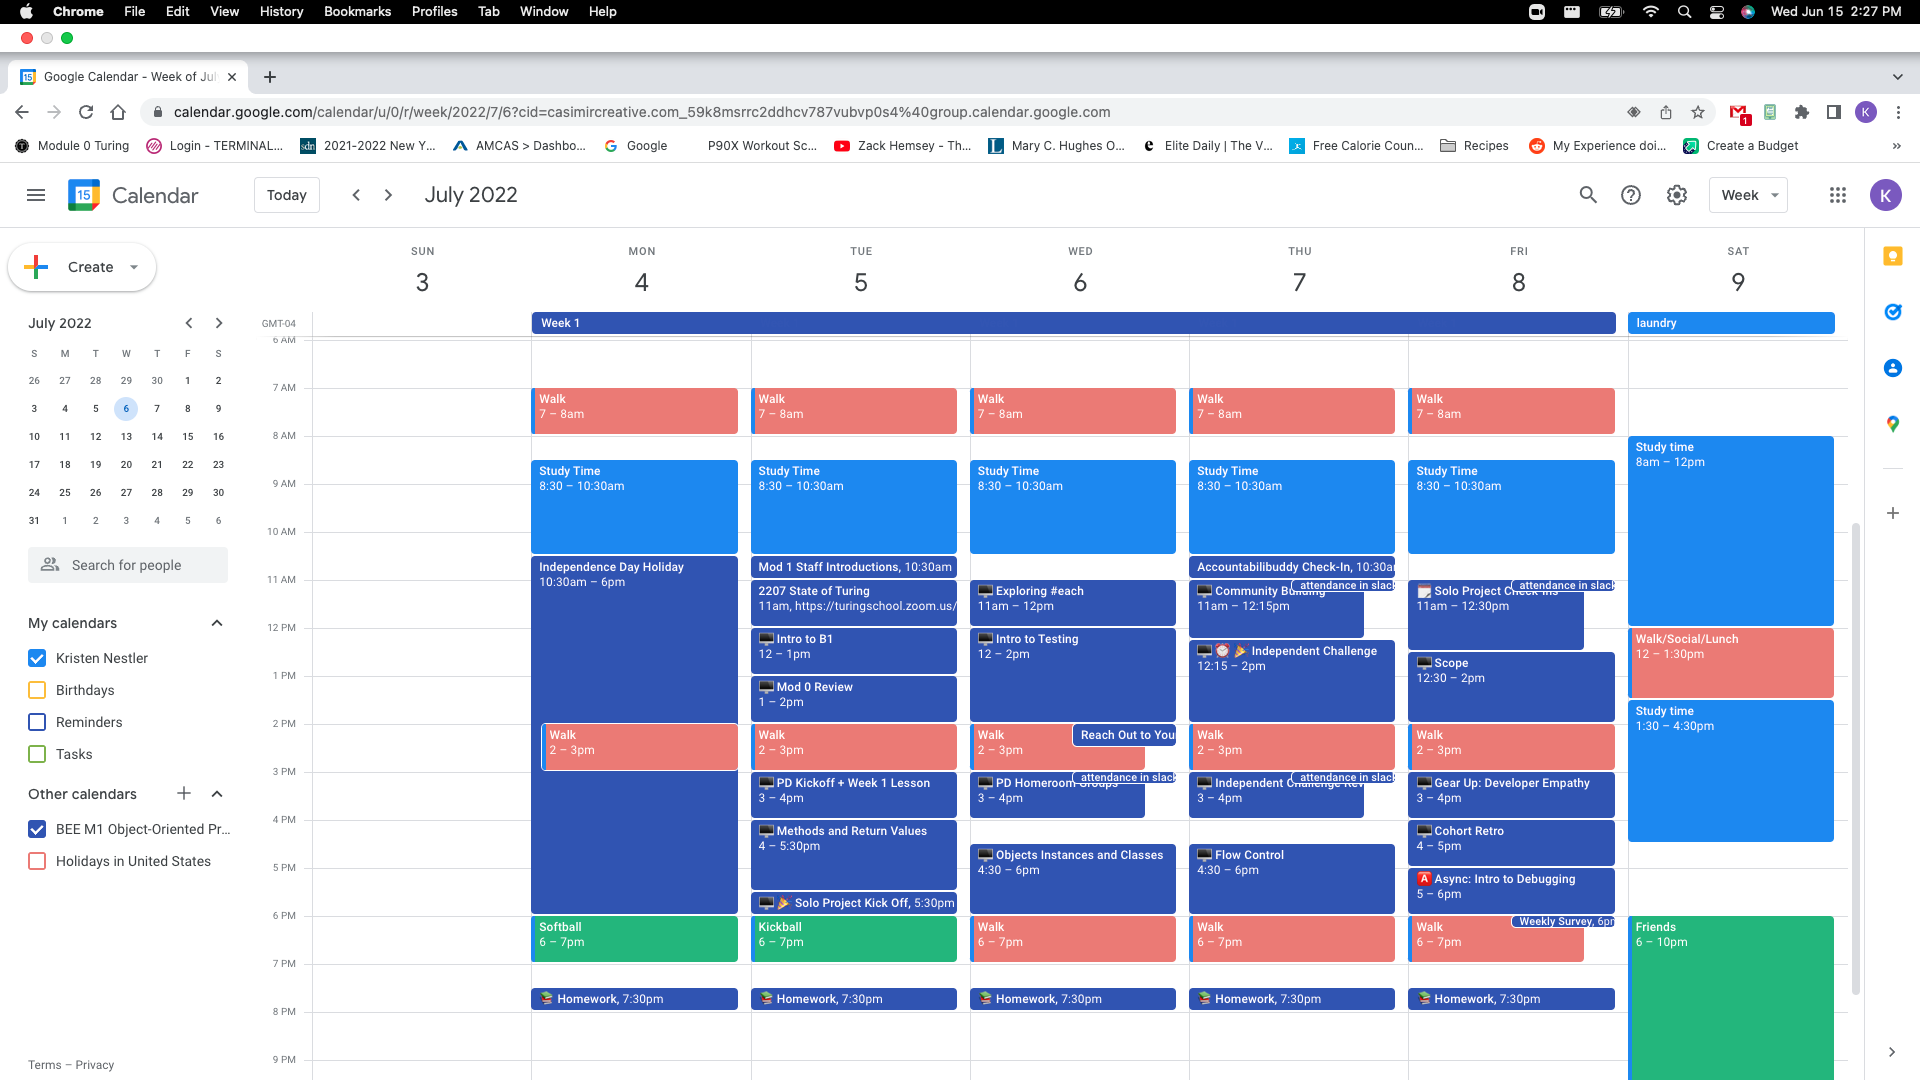 Chrome File Edit View History Bookmarks Profiles Tab Window Help Wed Jun 15 2:27 PM
Google Calendar - Week of Jul
calendar.google.com/calendar/u/0/r/week/2022/7/6?cid=casimircreative.com_59k8msrrc2ddhcv787vubvp0s4%40group.calendar.google.com 1 K
Module 0 Turing Login - TERMINAL... sdn 2021-2022 New Y... AMCAS > Dashbo... Google P90X Workout Sc... Zack Hemsey - Th... Mary C. Hughes O... Elite Daily | The V... Free Calorie Coun... Recipes My Experience doi... Create a Budget »
15 Calendar Today July 2022 Week K
Create
SUN MON TUE WED THU FRI SAT
3 4 5 6 7 8 9
GMT-04 Week 1 laundry
July 2022
S M T W T F S
26 27 28 29 30 1 2
3 4 5 6 7 8 9
10 11 12 13 14 15 16
17 18 19 20 21 22 23
24 25 26 27 28 29 30
31 1 2 3 4 5 6
Search for people
My calendars
Kristen Nestler
Birthdays
Reminders
Tasks
Other calendars
BEE M1 Object-Oriented Pr...
Holidays in United States
Terms – Privacy
6 AM
7 AM
8 AM
9 AM
10 AM
11 AM
12 PM
1 PM
2 PM
3 PM
4 PM
5 PM
6 PM
7 PM
8 PM
9 PM
Walk
7 – 8am
Study Time
8:30 – 10:30am
Independence Day Holiday
10:30am – 6pm
Walk
2 – 3pm
Softball
6 – 7pm
Homework, 7:30pm
Walk
7 – 8am
Study Time
8:30 – 10:30am
Mod 1 Staff Introductions, 10:30am
2207 State of Turing
11am, https://turingschool.zoom.us/
Intro to B1
12 – 1pm
Mod 0 Review
1 – 2pm
Walk
2 – 3pm
PD Kickoff + Week 1 Lesson
3 – 4pm
Methods and Return Values
4 – 5:30pm
Solo Project Kick Off, 5:30pm
Kickball
6 – 7pm
Homework, 7:30pm
Walk
7 – 8am
Study Time
8:30 – 10:30am
Exploring #each
11am – 12pm
Intro to Testing
12 – 2pm
Walk
2 – 3pm
Reach Out to You
attendance in slack
PD Homeroom Groups
3 – 4pm
Objects Instances and Classes
4:30 – 6pm
Walk
6 – 7pm
Homework, 7:30pm
Walk
7 – 8am
Study Time
8:30 – 10:30am
Accountabilibuddy Check-In, 10:30a
attendance in slack
Community Building
11am – 12:15pm
Independent Challenge
12:15 – 2pm
Walk
2 – 3pm
attendance in slack
Independent Challenge Rev
3 – 4pm
Flow Control
4:30 – 6pm
Walk
6 – 7pm
Homework, 7:30pm
Walk
7 – 8am
Study Time
8:30 – 10:30am
attendance in slack
Solo Project Check-ins
11am – 12:30pm
Scope
12:30 – 2pm
Walk
2 – 3pm
Gear Up: Developer Empathy
3 – 4pm
Cohort Retro
4 – 5pm
A Async: Intro to Debugging
5 – 6pm
Weekly Survey, 6pm
Walk
6 – 7pm
Homework, 7:30pm
Study time
8am – 12pm
Walk/Social/Lunch
12 – 1:30pm
Study time
1:30 – 4:30pm
Friends
6 – 10pm